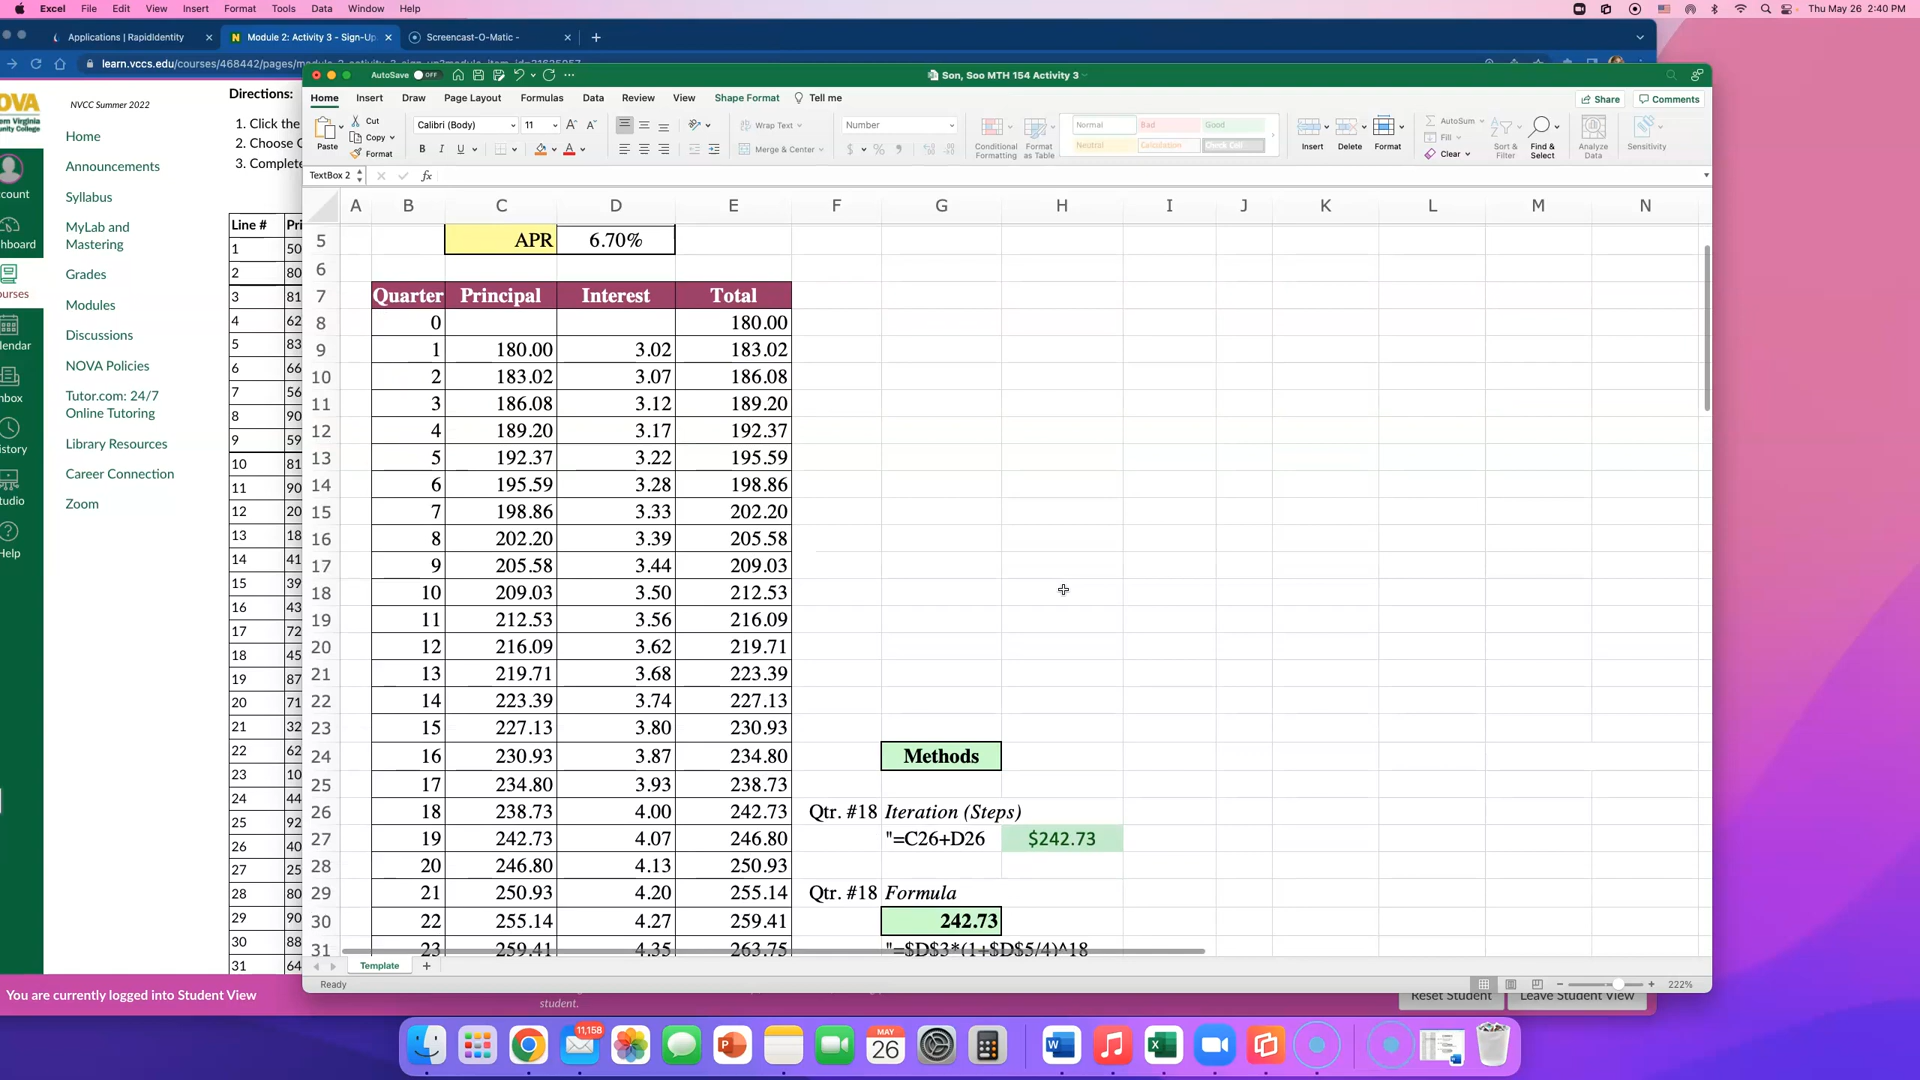 Excel File Edit View Insert Format Tools Data Window Help Thu May 26 2:40 PM
Applications | RapidIdentity
Module 2: Activity 3 - Sign-Up
Screencast-O-Matic -
learn.vccs.edu/courses/468442/pages/
AutoSave OFF
Son, Soo MTH 154 Activity 3
Home Insert Draw Page Layout Formulas Data Review View Shape Format Tell me
Share Comments
Paste
Cut
Copy
Format
Calibri (Body) 11
B I U
Wrap Text
Merge & Center
Number
Conditional Formatting
Format as Table
Normal Bad Good
Neutral Calculation Check Cell
Insert Delete Format
AutoSum
Fill
Clear
Sort & Filter
Find & Select
Analyze Data
Sensitivity
TextBox 2 fx
NVCC Summer 2022
Home
Announcements
Syllabus
MyLab and Mastering
Grades
Modules
Discussions
NOVA Policies
Tutor.com: 24/7 Online Tutoring
Library Resources
Career Connection
Zoom
Directions:
1. Click the
2. Choose
3. Complete
Line # Pri
1 50
2 80
3 81
4 62
5 83
6 66
7 56
8 90
9 59
10 81
11 90
12 20
13 18
14 41
15 39
16 43
17 72
18 45
19 87
20 71
21 32
22 62
23 10
24 44
25 92
26 40
27 25
28 80
29 90
30 88
31 64
A B C D E F G H I J K L M N
5 APR 6.70%
6
7 Quarter Principal Interest Total
8 0 180.00
9 1 180.00 3.02 183.02
10 2 183.02 3.07 186.08
11 3 186.08 3.12 189.20
12 4 189.20 3.17 192.37
13 5 192.37 3.22 195.59
14 6 195.59 3.28 198.86
15 7 198.86 3.33 202.20
16 8 202.20 3.39 205.58
17 9 205.58 3.44 209.03
18 10 209.03 3.50 212.53
19 11 212.53 3.56 216.09
20 12 216.09 3.62 219.71
21 13 219.71 3.68 223.39
22 14 223.39 3.74 227.13
23 15 227.13 3.80 230.93
24 16 230.93 3.87 234.80 Methods
25 17 234.80 3.93 238.73
26 18 238.73 4.00 242.73 Qtr. #18 Iteration (Steps)
27 19 242.73 4.07 246.80 "=C26+D26 $242.73
28 20 246.80 4.13 250.93
29 21 250.93 4.20 255.14 Qtr. #18 Formula
30 22 255.14 4.27 259.41 242.73
31 23 259.41 4.35 263.75 "=$D$3*(1+$D$5/4)^18
Template
Ready
222%
You are currently logged into Student View
student.
Reset Student Leave Student View
11,158
MAY
26